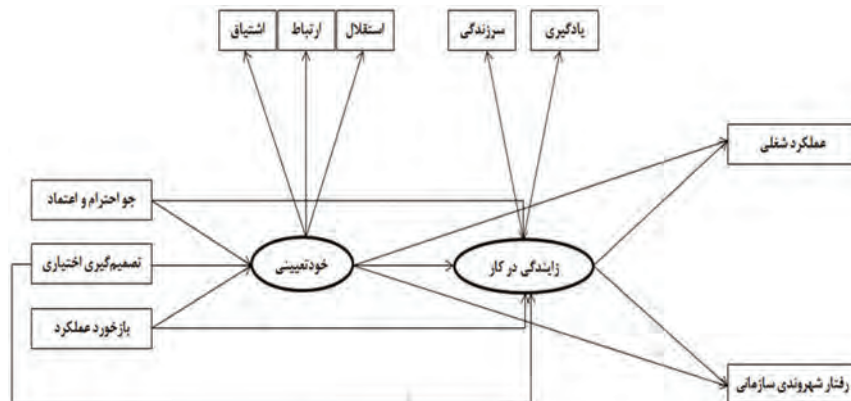 اشتیاق
ارتباط
استقلال
سرزندگی
یادگیری
عملکرد شغلی
جو احترام و اعتماد
تصمیم‌گیری اختیاری
خودتعیینی
زایندگی در کار
بازخورد عملکرد
رفتار شهروندی سازمانی